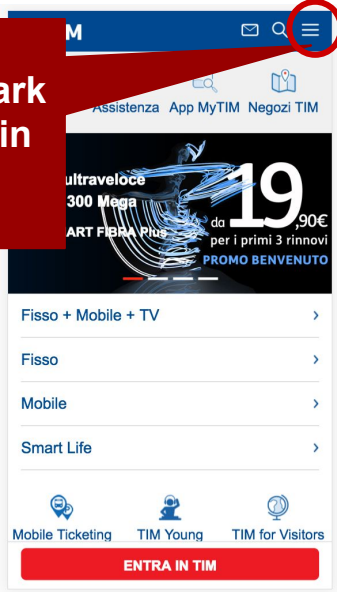 M
ark
in
Assistenza App MyTIM Negozi TIM
ultraveloce
300 Mega
ART FIBRA Plus
da 19,90€
per i primi 3 rinnovi
PROMO BENVENUTO
Fisso + Mobile + TV
Fisso
Mobile
Smart Life
Mobile Ticketing TIM Young TIM for Visitors
ENTRA IN TIM